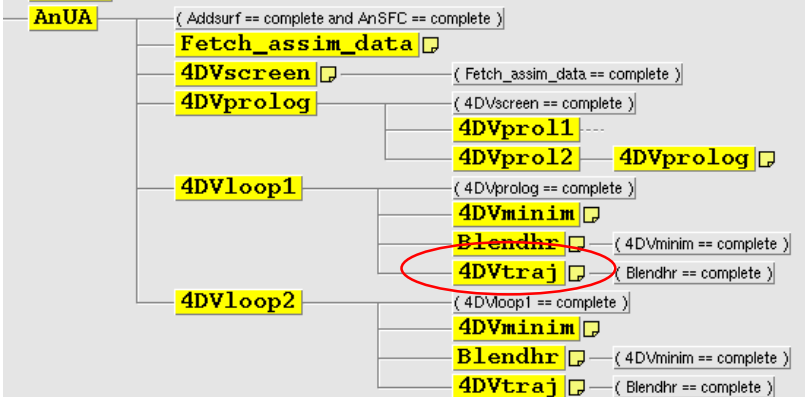 AnUA ( Addsurf == complete and AnSFC == complete )
Fetch_assim_data
4DVscreen ( Fetch_assim_data == complete )
4DVprolog ( 4DVscreen == complete )
4DVprol1
4DVprol2 4DVprolog
4DVloop1 ( 4DVprolog == complete )
4DVminim
Blendhr ( 4DVminim == complete )
4DVtraj ( Blendhr == complete )
4DVloop2 ( 4DVloop1 == complete )
4DVminim
Blendhr ( 4DVminim == complete )
4DVtraj ( Blendhr == complete )